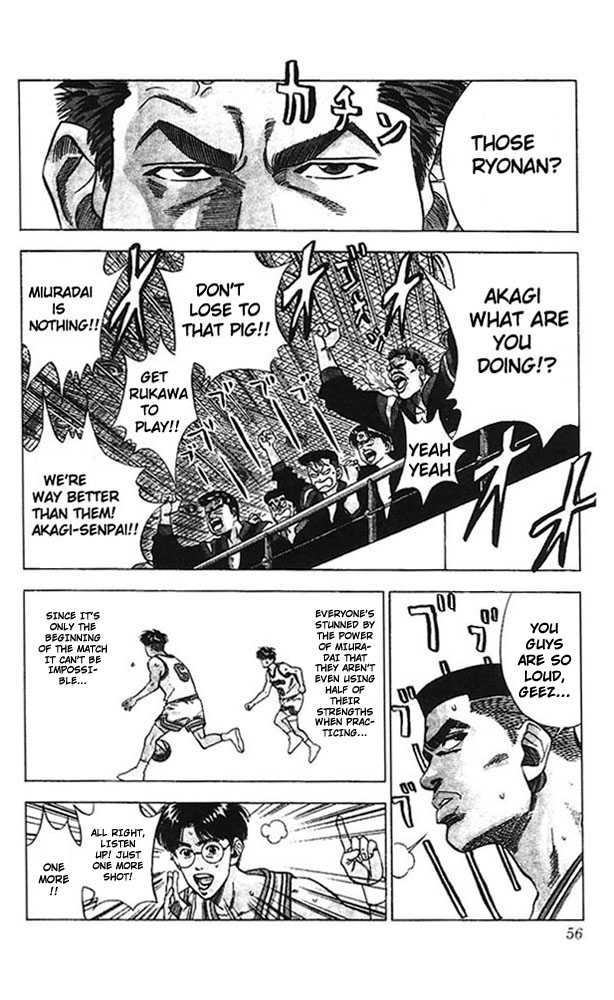 THOSE
RYONAN?
カチン
AKAGI
WHAT ARE
YOU
DOING!?
YEAH
YEAH
DON'T
LOSE TO
THAT PIG!!
GET
RUKAWA
TO
PLAY!!
MIURADAI
IS
NOTHING!!
WE'RE
WAY BETTER
THAN THEM!
AKAGI-SENPAI!!
YOU
GUYS
ARE SO
LOUD,
GEEZ...
EVERYONE'S
STUNNED BY
THE POWER
OF MIURA-
DAI THAT
THEY AREN'T
EVEN USING
HALF OF
THEIR
STRENGTHS
WHEN PRAC-
TICING...
SINCE IT'S
ONLY THE
BEGINNING
OF THE MATCH
IT CAN'T BE
IMPOSSI-
BLE...
ALL RIGHT,
LISTEN
UP! JUST
ONE MORE
SHOT!
ONE
MORE
!!
56